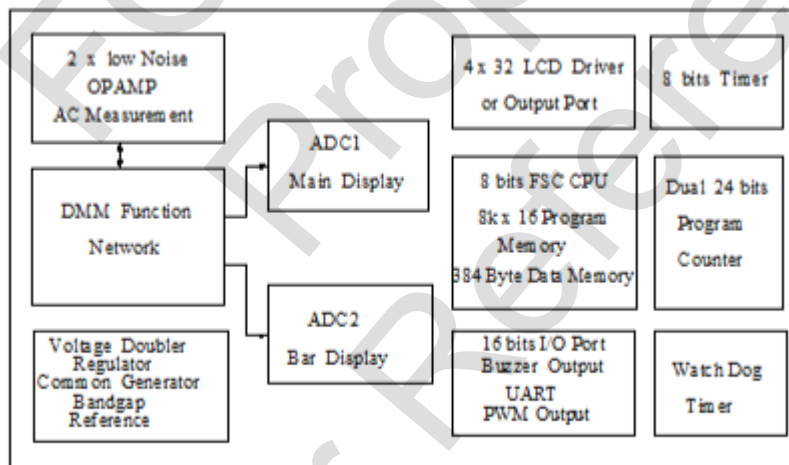 2 x low Noise
OPAMP
AC Measurement
DMM Function
Network
Voltage Doubler
Regulator
Common Generator
Bandgap
Reference
ADC1
Main Display
ADC2
Bar Display
4 x 32 LCD Driver
or Output Port
8 bits FSC CPU
8k x 16 Program
Memory
384 Byte Data Memory
16 bits I/O Port
Buzzer Output
UART
PWM Output
8 bits Timer
Dual 24 bits
Program
Counter
Watch Dog
Timer